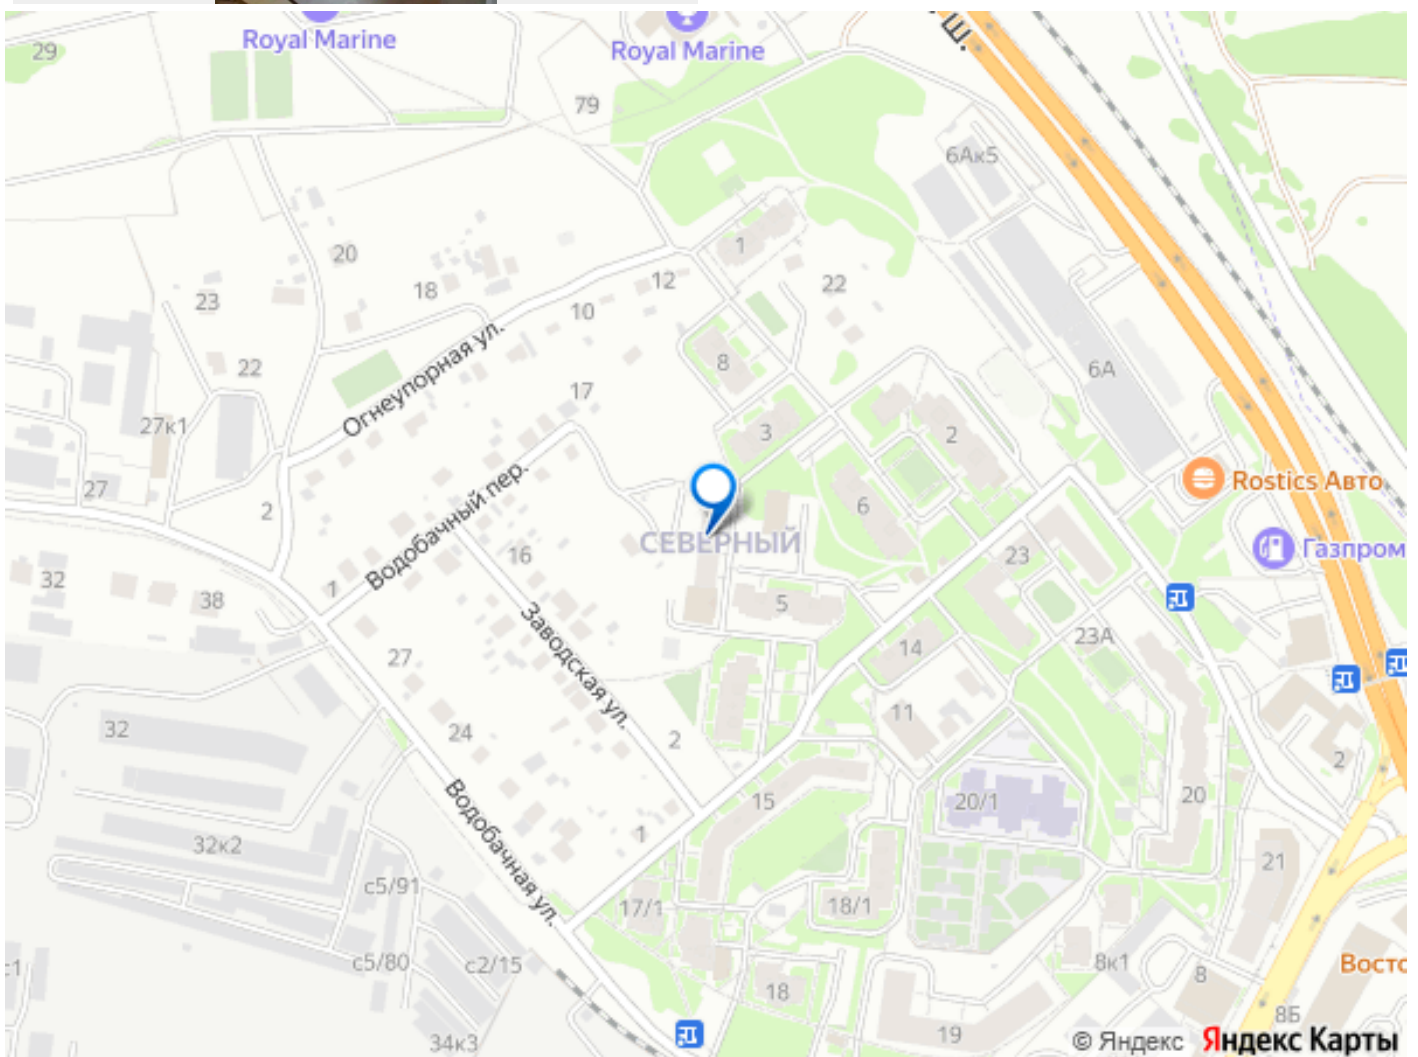 Royal Marine
Royal Marine
Ш.
29
79
6Ак5
1
20
18
12
22
23
10
Огнеупорная ул.
8
6А
22
17
27к1
3
2
27
Rostics Авто
2
Водобачный пер.
6
СЕВЕРНЫЙ
23
Газпром
32
38
1
16
5
Заводская ул.
23А
14
27
11
32
24
2
2
Водобачная ул.
15
20/1
20
1
32к2
21
с5/91
17/1
18/1
с5/80
с2/15
8к1
8
Восто
18
8Б
34к3
19
© Яндекс Яндекс Карты